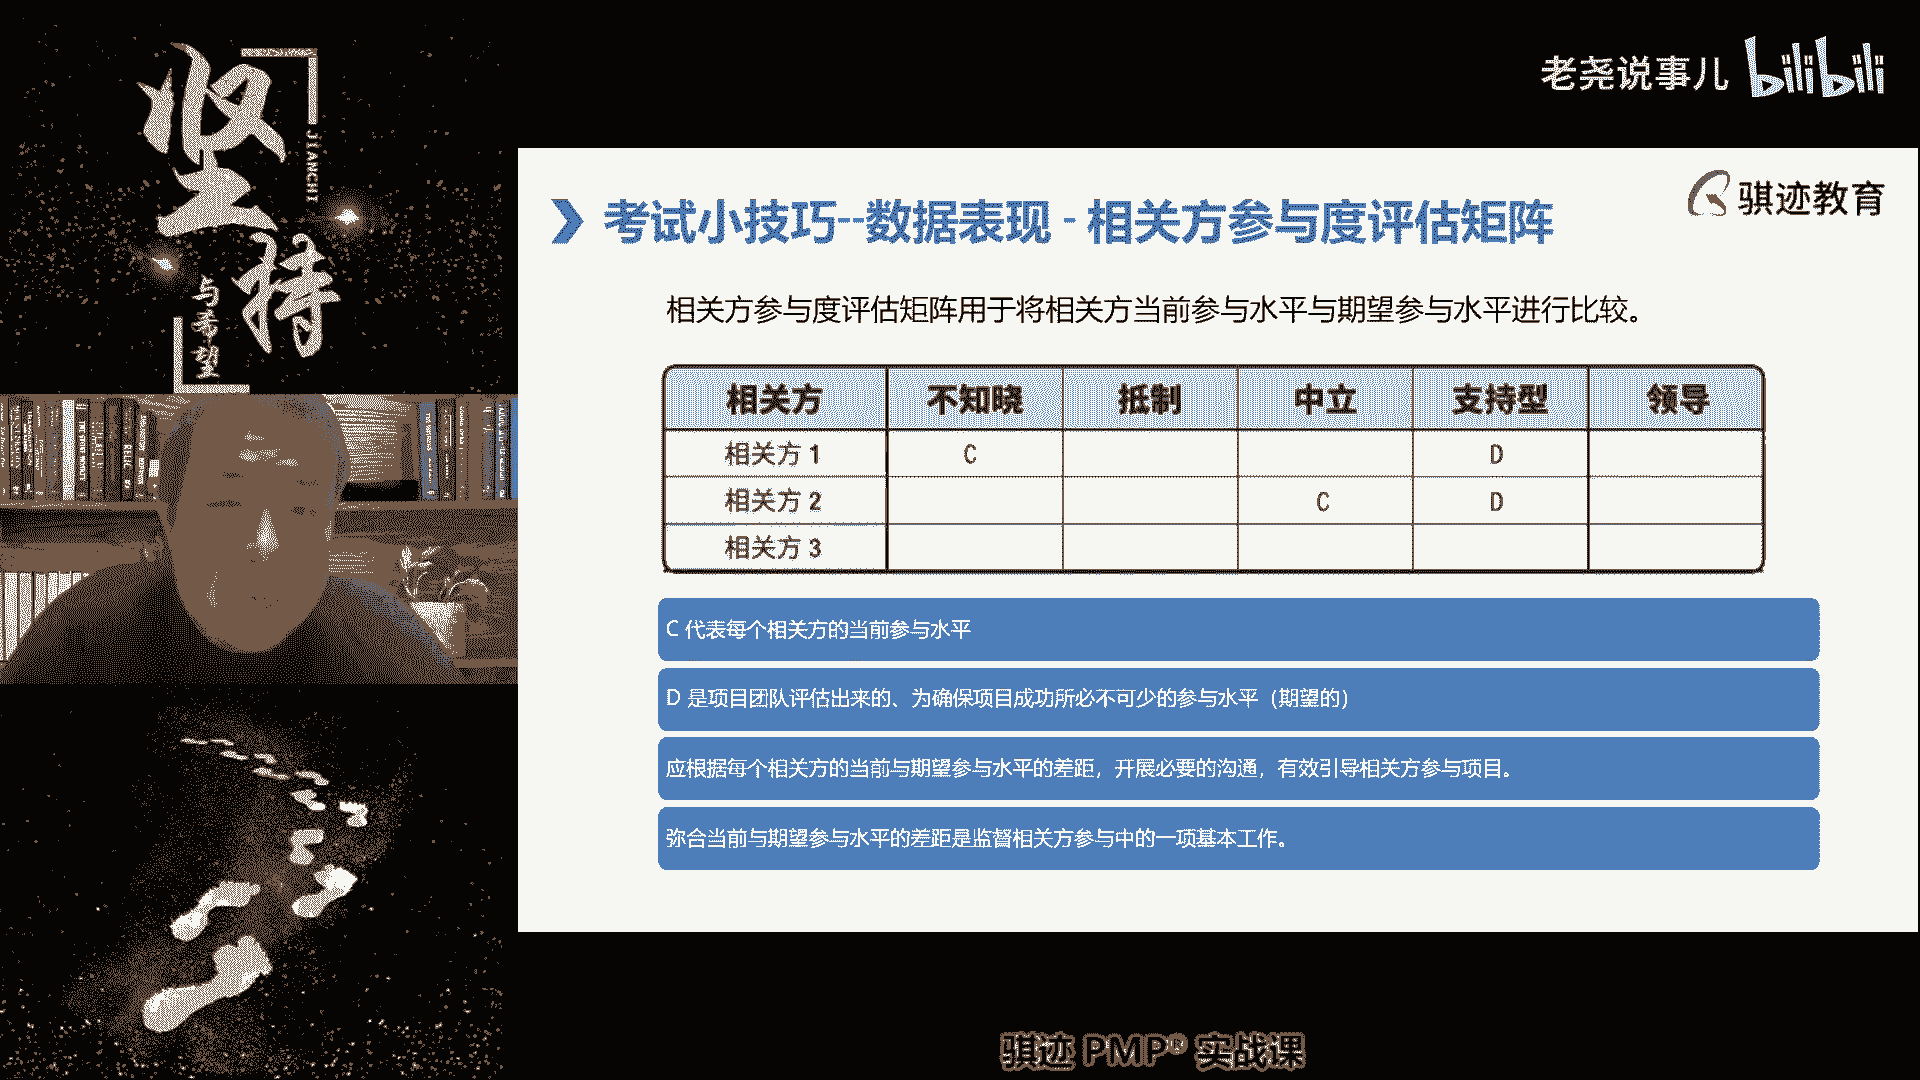 坚持
JIANCHI
与希望
老尧说事儿 bilibili
骐迹教育
考试小技巧--数据表现 - 相关方参与度评估矩阵
相关方参与度评估矩阵用于将相关方当前参与水平与期望参与水平进行比较。
相关方 不知晓 抵制 中立 支持型 领导
相关方 1 C D
相关方 2 C D
相关方 3
C 代表每个相关方的当前参与水平
D 是项目团队评估出来的、为确保项目成功所必不可少的参与水平（期望的）
应根据每个相关方的当前与期望参与水平的差距，开展必要的沟通，有效引导相关方参与项目。
弥合当前与期望参与水平的差距是监督相关方参与中的一项基本工作。
骐迹 PMP® 实战课